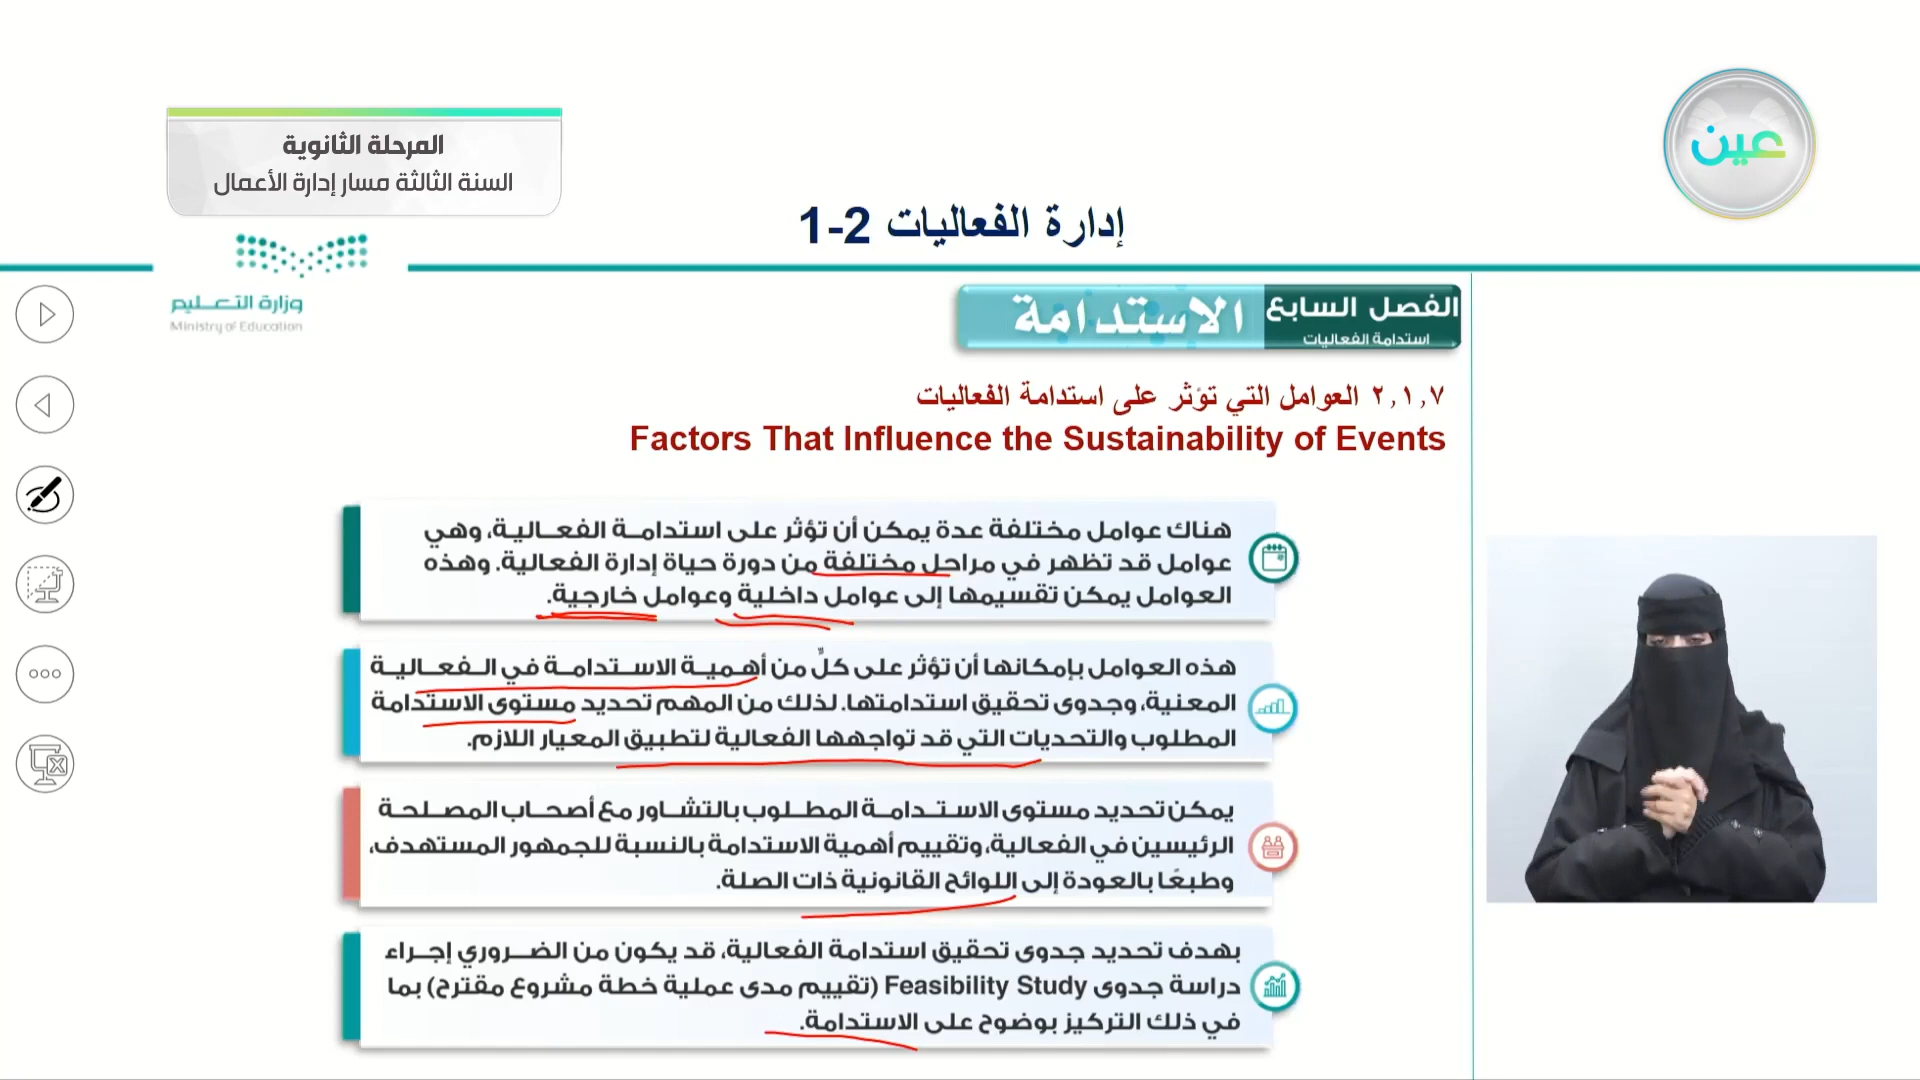 المرحلة الثانوية
السنة الثالثة مسار إدارة الأعمال
عين
إدارة الفعاليات 2-1
وزارة التعليم
Ministry of Education
الفصل السابع
استدامة الفعاليات
الاستدامة
٢,١,٧ العوامل التي تؤثر على استدامة الفعاليات
Factors That Influence the Sustainability of Events
هناك عوامل مختلفة عدة يمكن أن تؤثر على استدامة الفعالية، وهي
عوامل قد تظهر في مراحل مختلفة من دورة حياة إدارة الفعالية. وهذه
العوامل يمكن تقسيمها إلى عوامل داخلية وعوامل خارجية.
هذه العوامل بإمكانها أن تؤثر على كلٍّ من أهمية الاستدامة في الفعالية
المعنية، وجدوى تحقيق استدامتها. لذلك من المهم تحديد مستوى الاستدامة
المطلوب والتحديات التي قد تواجهها الفعالية لتطبيق المعيار اللازم.
يمكن تحديد مستوى الاستدامة المطلوب بالتشاور مع أصحاب المصلحة
الرئيسين في الفعالية، وتقييم أهمية الاستدامة بالنسبة للجمهور المستهدف،
وطبعًا بالعودة إلى اللوائح القانونية ذات الصلة.
بهدف تحديد جدوى تحقيق استدامة الفعالية، قد يكون من الضروري إجراء
دراسة جدوى Feasibility Study (تقييم مدى عملية خطة مشروع مقترح) بما
في ذلك التركيز بوضوح على الاستدامة.